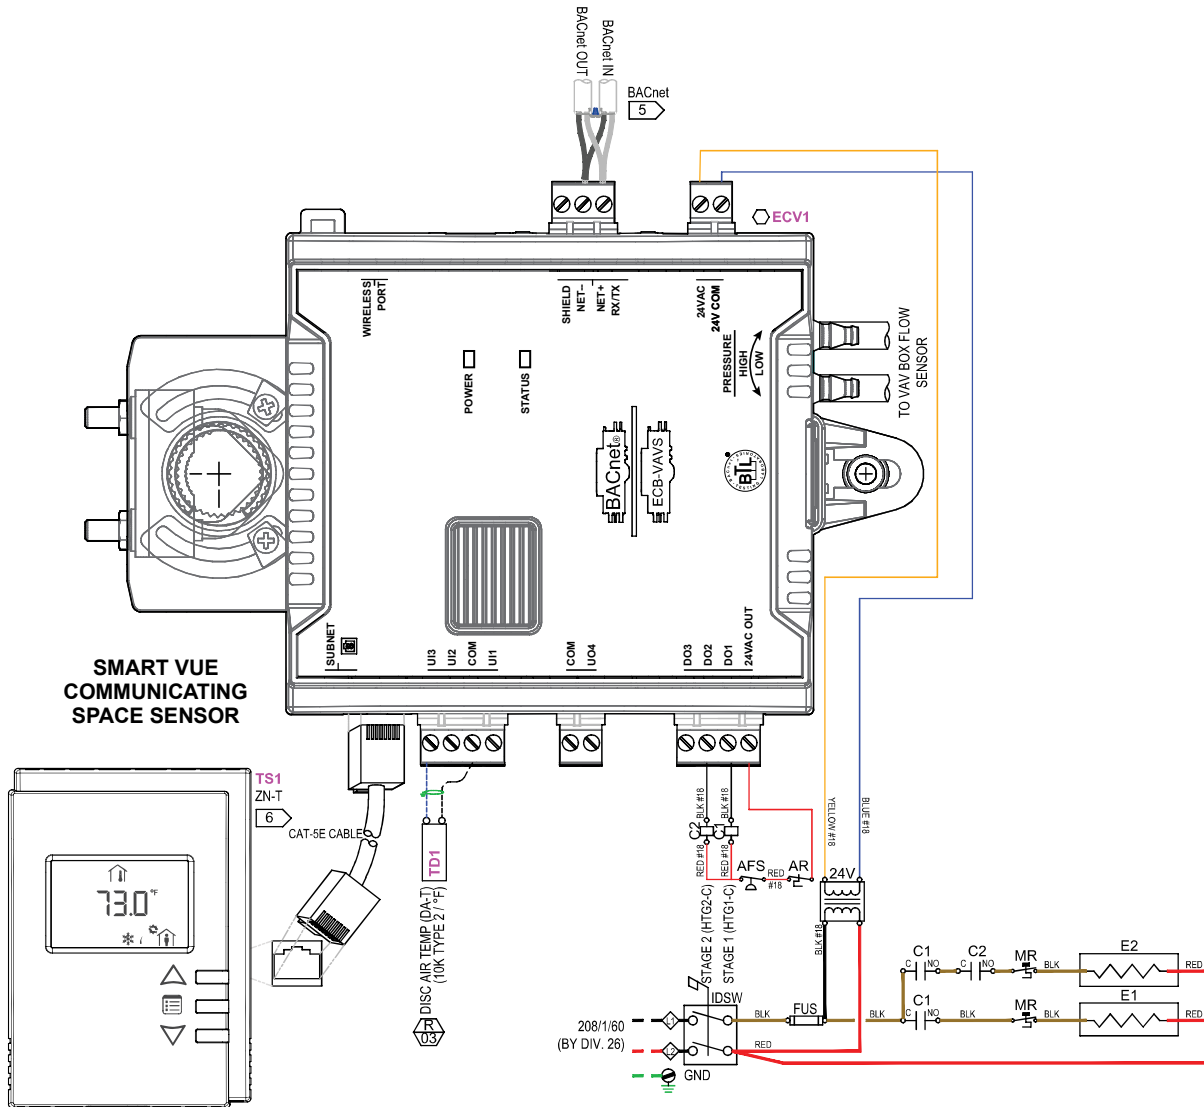 BACnet OUT
BACnet IN
BACnet
5
ECV1
WIRELESS
PORT
SHIELD
NET–
NET+
RX/TX
24VAC
24V COM
PRESSURE
HIGH
LOW
POWER
STATUS
TO VAV BOX FLOW
SENSOR
BACnet®
ECB-VAVS
BTL
SUBNET
UI3
UI2
COM
UI1
COM
UO4
DO3
DO2
DO1
24VAC OUT
SMART VUE
COMMUNICATING
SPACE SENSOR
TS1
ZN-T
6
CAT-5E CABLE
73.0 °F
TD1
DISC AIR TEMP (DA-T)
(10K TYPE 2 / °F)
R
03
BLK #18
BLK #18
C2
C1
RED #18
RED #18
AFS
RED
#18
AR
YELLOW #18
BLUE #18
24V
BLK #18
STAGE 2 (HTG2-C)
STAGE 1 (HTG1-C)
IDSW
208/1/60
(BY DIV. 26)
L1
L2
GND
BLK
FUS
BLK
RED
C1
C NO
C2
C NO
MR
BLK
E2
RED
C1
C NO
BLK
MR
BLK
E1
RED